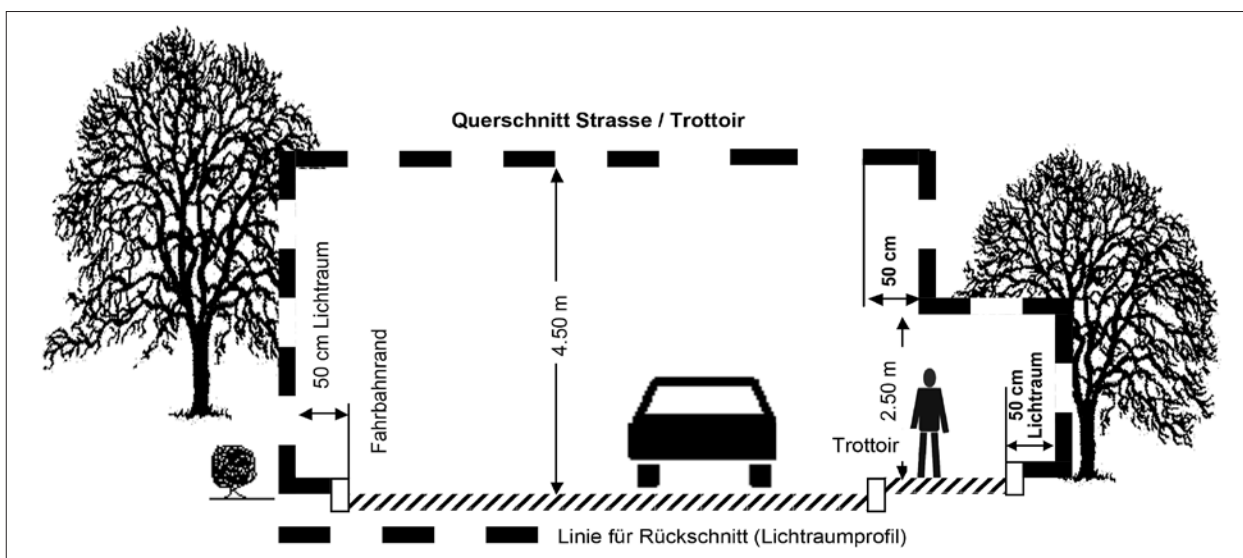 Querschnitt Strasse / Trottoir
50 cm Lichtraum
Fahrbahnrand
4.50 m
50 cm
2.50 m
Trottoir
50 cm
Lichtraum
Linie für Rückschnitt (Lichtraumprofil)